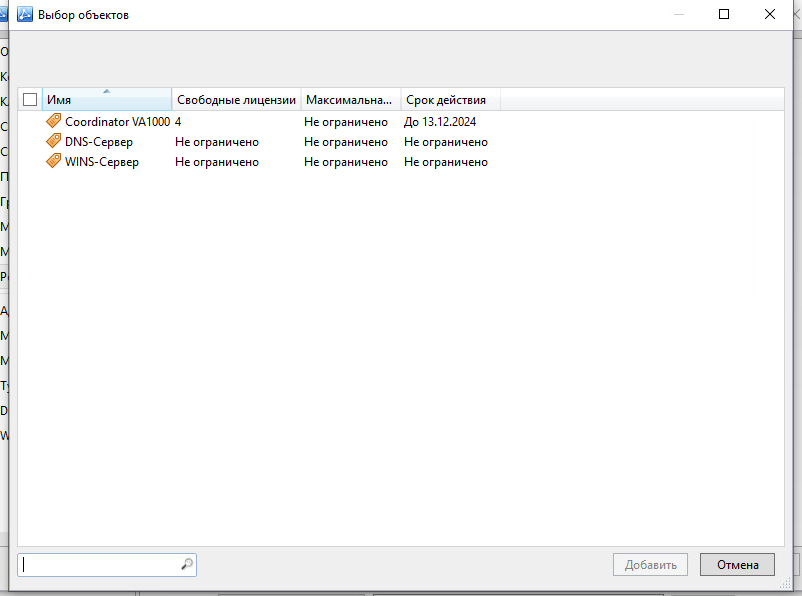 Выбор объектов
Имя Свободные лицензии Максимальна... Срок действия
Coordinator VA1000 4 Не ограничено До 13.12.2024
DNS-Сервер Не ограничено Не ограничено Не ограничено
WINS-Сервер Не ограничено Не ограничено Не ограничено
Добавить Отмена